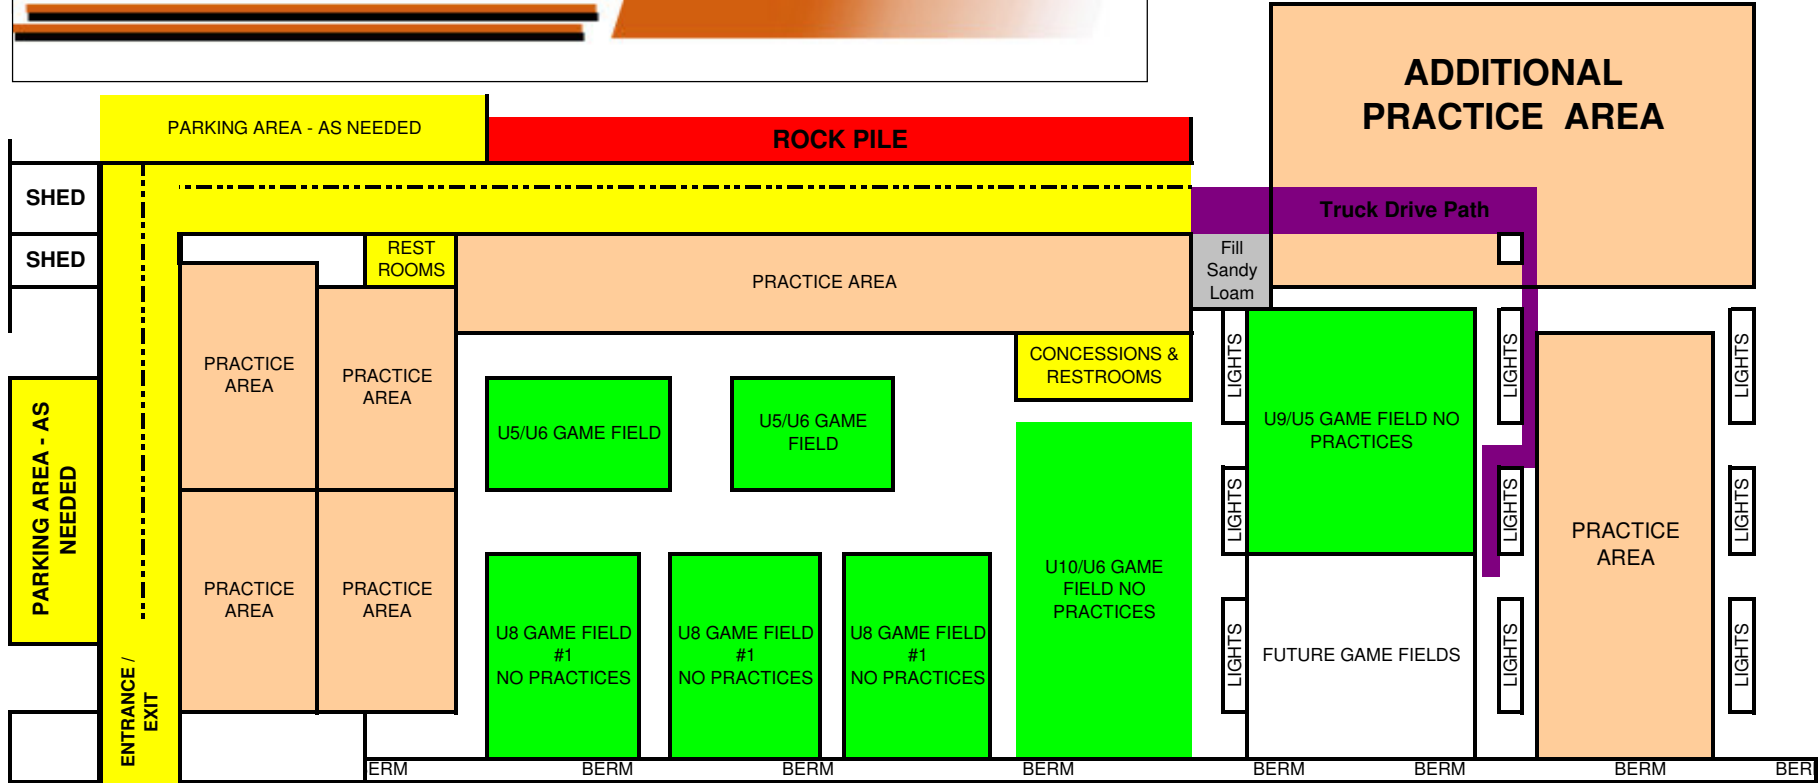 ADDITIONAL
PRACTICE AREA
PARKING AREA - AS NEEDED
ROCK PILE
SHED
Truck Drive Path
SHED
REST
ROOMS
PRACTICE AREA
Fill
Sandy
Loam
PRACTICE
AREA
PRACTICE
AREA
CONCESSIONS &
RESTROOMS
LIGHTS
LIGHTS
LIGHTS
PARKING AREA - AS
NEEDED
U5/U6 GAME FIELD
U5/U6 GAME
FIELD
U9/U5 GAME FIELD NO
PRACTICES
LIGHTS
LIGHTS
LIGHTS
PRACTICE
AREA
PRACTICE
AREA
PRACTICE
AREA
U10/U6 GAME
FIELD NO
PRACTICES
U8 GAME FIELD
#1
NO PRACTICES
U8 GAME FIELD
#1
NO PRACTICES
U8 GAME FIELD
#1
NO PRACTICES
LIGHTS
FUTURE GAME FIELDS
LIGHTS
LIGHTS
ENTRANCE /
EXIT
ERM
BERM
BERM
BERM
BERM
BERM
BERM
BER